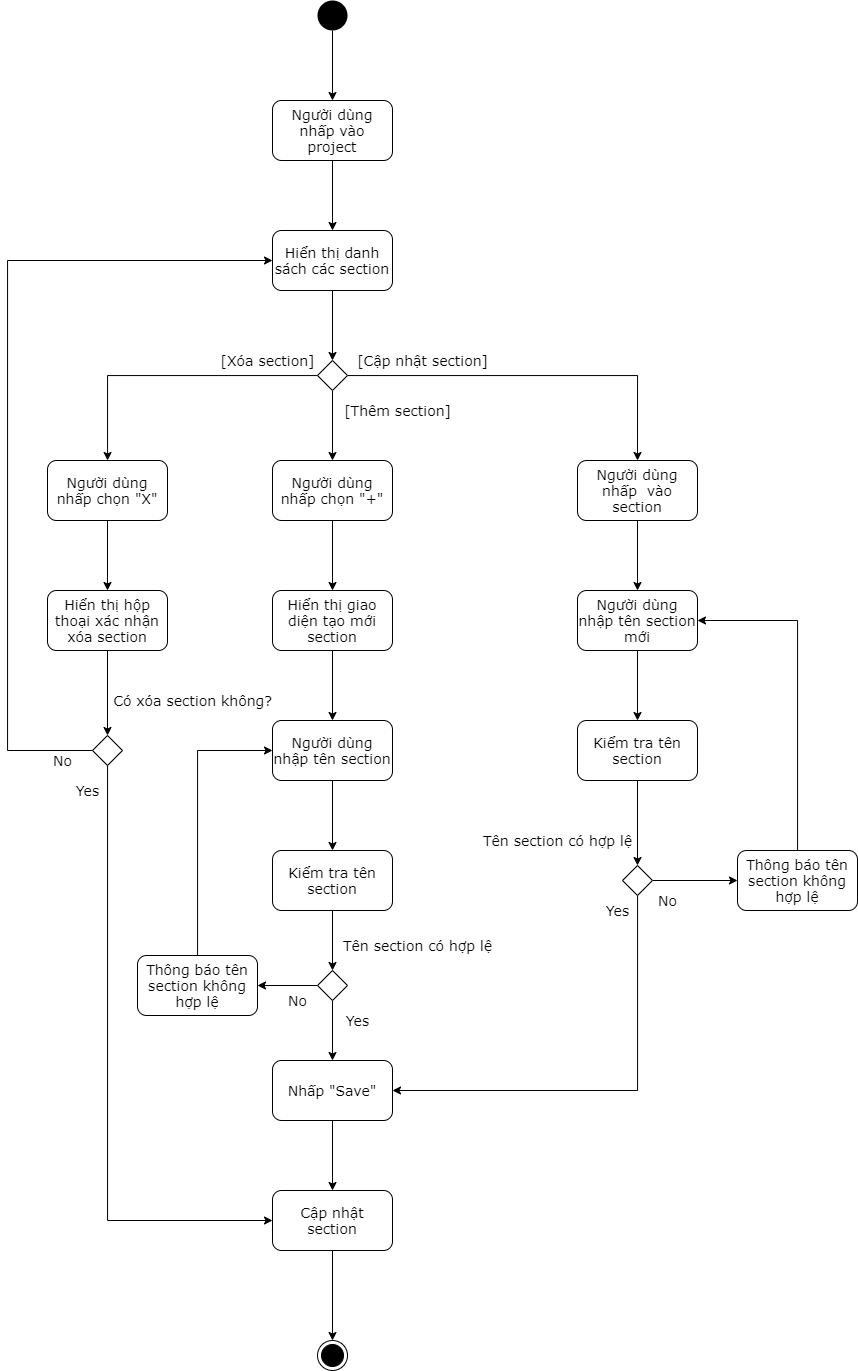 Người dùng
nhấp vào
project
Hiển thị danh
sách các section
[Xóa section]
[Cập nhật section]
[Thêm section]
Người dùng
nhấp chọn "X"
Người dùng
nhấp chọn "+"
Người dùng
nhấp vào
section
Hiển thị hộp
thoại xác nhận
xóa section
Hiển thị giao
diện tạo mới
section
Người dùng
nhập tên section
mới
Có xóa section không?
No
Yes
Người dùng
nhập tên section
Kiểm tra tên
section
Tên section có hợp lệ
Kiểm tra tên
section
Thông báo tên
section không
hợp lệ
Yes
No
Tên section có hợp lệ
Thông báo tên
section không
hợp lệ
No
Yes
Nhấp "Save"
Cập nhật
section